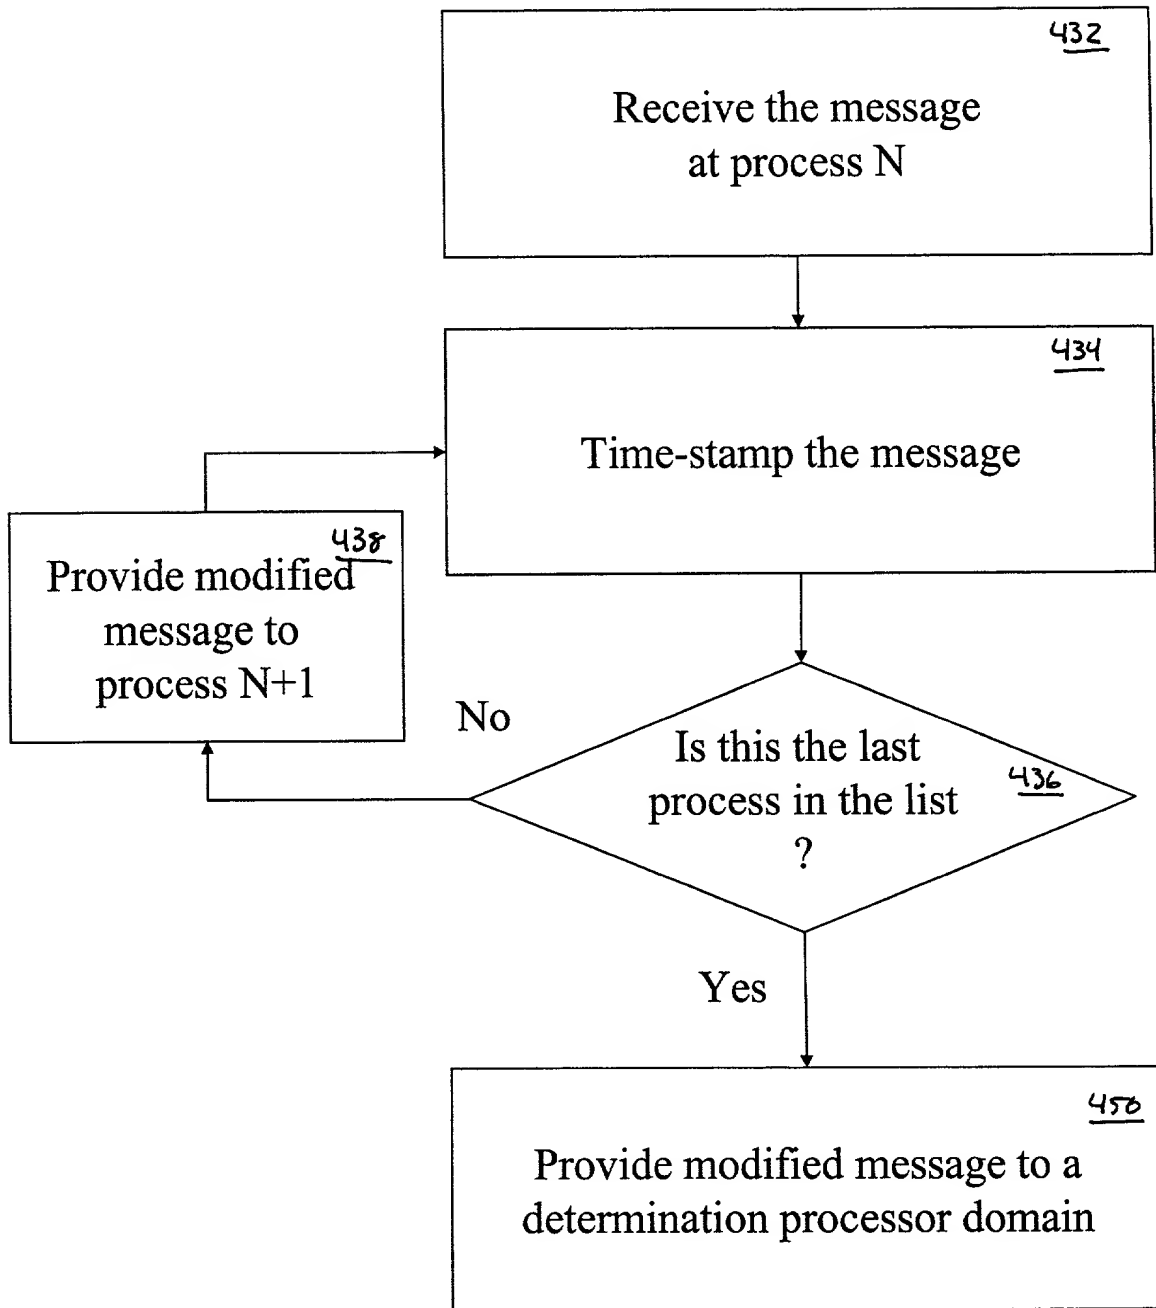 432
Receive the message
at process N
434
Time-stamp the message
438
Provide modified
message to
process N+1
No
Is this the last
process in the list
?
436
Yes
450
Provide modified message to a
determination processor domain